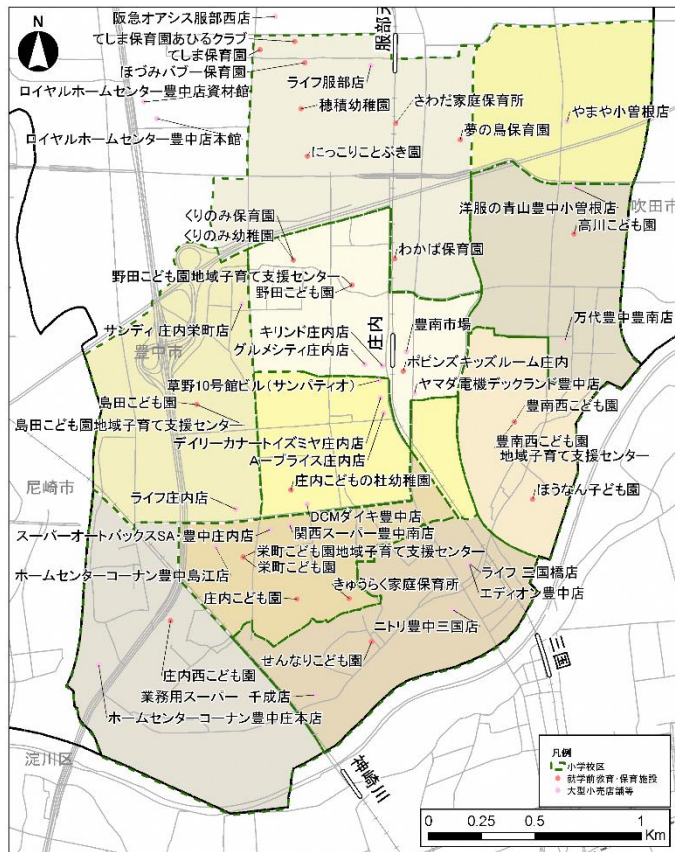 阪急オアシス服部西店
てしま保育園あひるクラブ
てしま保育園
ほづみバブー保育園
服部天
N
ライフ服部店
ロイヤルホームセンター豊中店資材館
穂積幼稚園
さわだ家庭保育所
やまや小曽根店
ロイヤルホームセンター豊中店本館
夢の鳥保育園
にっこりことぶき園
洋服の青山豊中小曽根店
吹田市
高川こども園
くりのみ保育園
くりのみ幼稚園
わかば保育園
野田こども園地域子育て支援センター
野田こども園
サンディ 庄内栄町店
キリンド庄内店
庄内
豊南市場
万代豊中豊南店
豊中市
グルメシティ庄内店
ポピンズキッズルーム庄内
草野10号館ビル(サンパティオ)
ヤマダ電機デックランド豊中店
島田こども園
豊南西こども園
島田こども園地域子育て支援センター
デイリーカナートイズミヤ庄内店
豊南西こども園
地域子育て支援センター
Aープライス庄内店
尼崎市
庄内こどもの杜幼稚園
ほうなん子ども園
ライフ庄内店
DCMダイキ豊中店
スーパーオートバックスSA・豊中庄内店
関西スーパー豊中南店
栄町こども園地域子育て支援センター
ホームセンターコーナン豊中島江店
栄町こども園
ライフ 三国橋店
庄内こども園
きゅうらく家庭保育所
エディオン豊中店
ニトリ豊中三国店
せんなりこども園
三国
庄内西こども園
業務用スーパー 千成店
ホームセンターコーナン豊中庄本店
淀川区
神崎川
凡例
小学校区
就学前教育・保育施設
大型小売店舗等
0 0.25 0.5 1
Km